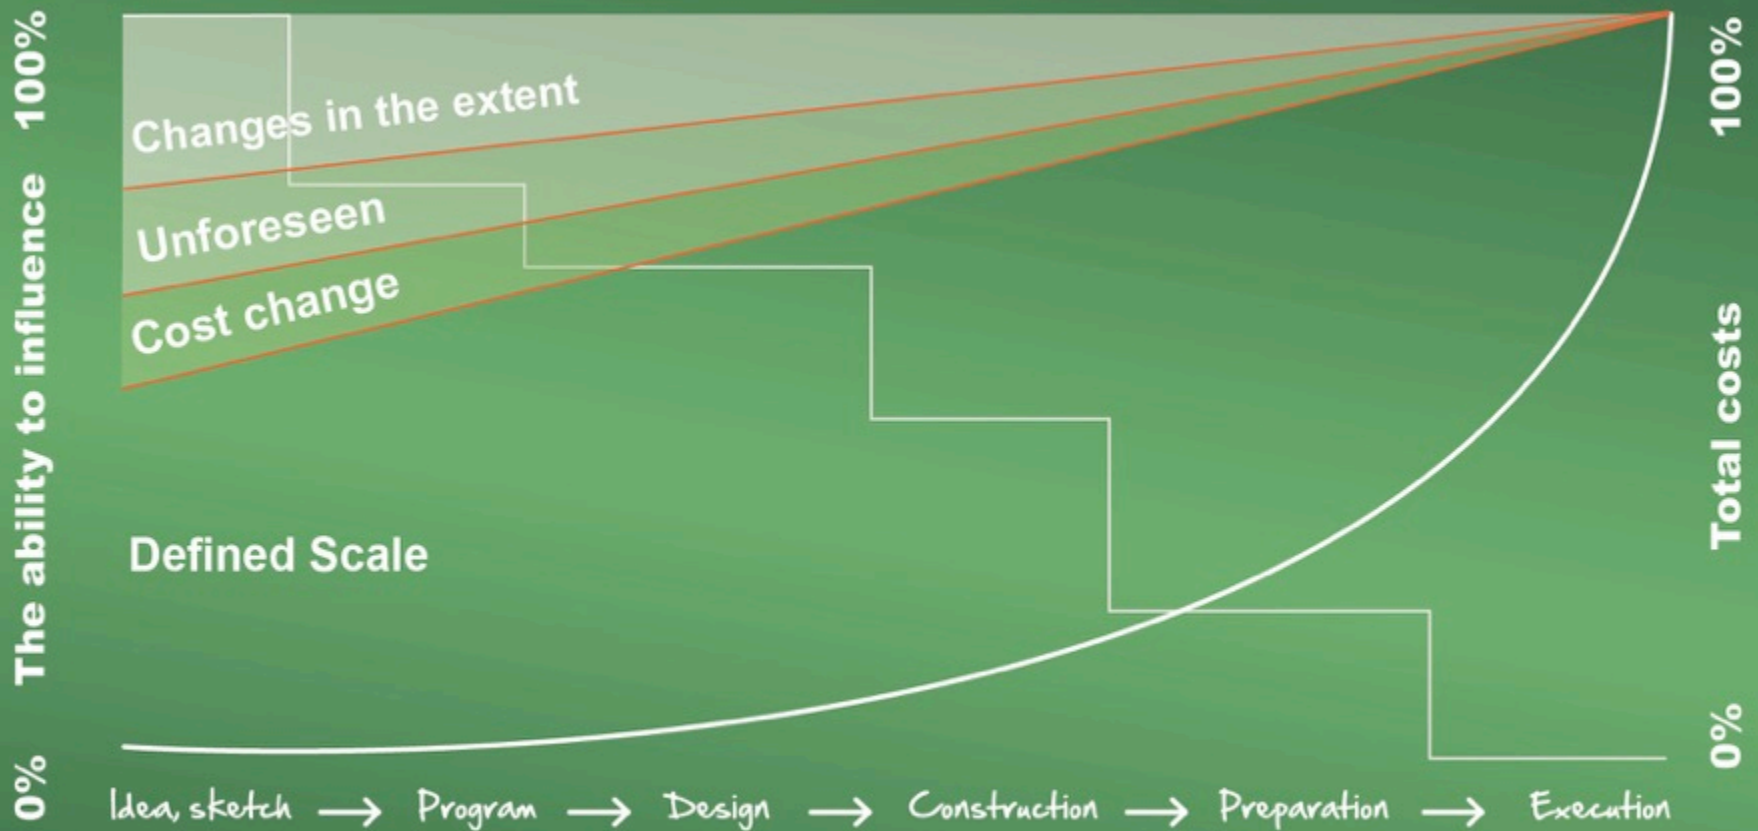 100%
The ability to influence
0%
Changes in the extent
Unforeseen
Cost change
Defined Scale
100%
Total costs
0%
Idea, sketch → Program → Design → Construction → Preparation → Execution